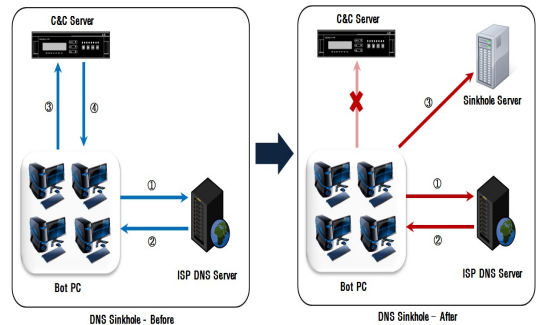 C&C Server
③
④
①
②
Bot PC
ISP DNS Server
DNS Sinkhole - Before
C&C Server
Sinkhole Server
③
①
②
Bot PC
ISP DNS Server
DNS Sinkhole - After